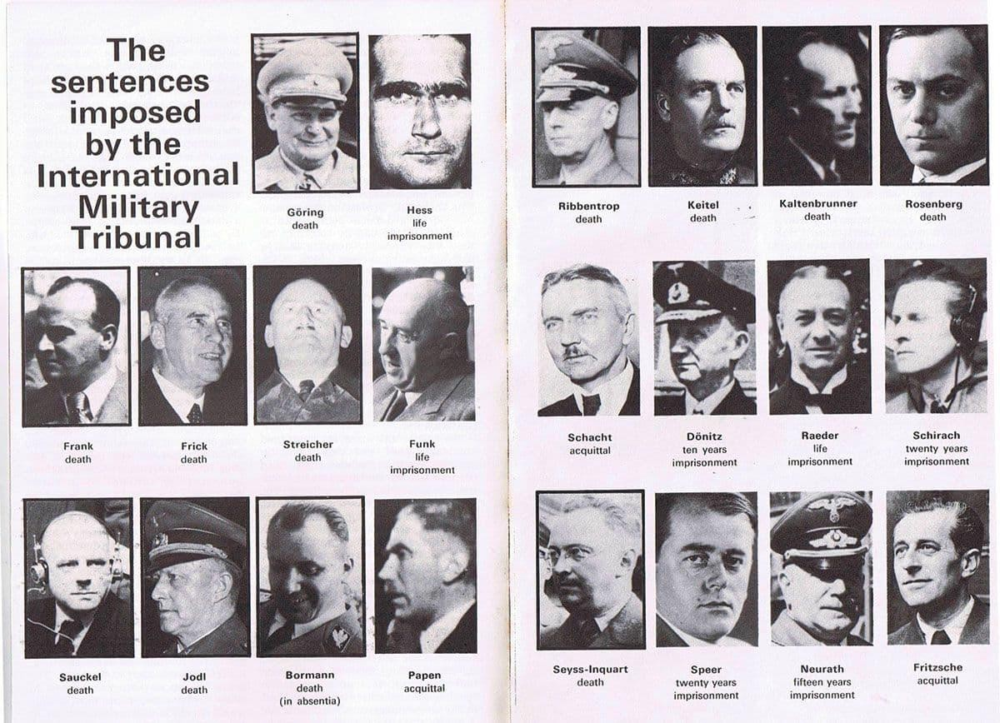 The
sentences
imposed
by the
International
Military
Tribunal
Göring
death
Hess
life
imprisonment
Frank
death
Frick
death
Streicher
death
Funk
life
imprisonment
Sauckel
death
Jodl
death
Bormann
death
(in absentia)
Papen
acquittal
Ribbentrop
death
Keitel
death
Kaltenbrunner
death
Rosenberg
death
Schacht
acquittal
Dönitz
ten years
imprisonment
Raeder
life
imprisonment
Schirach
twenty years
imprisonment
Seyss-Inquart
death
Speer
twenty years
imprisonment
Neurath
fifteen years
imprisonment
Fritzsche
acquittal